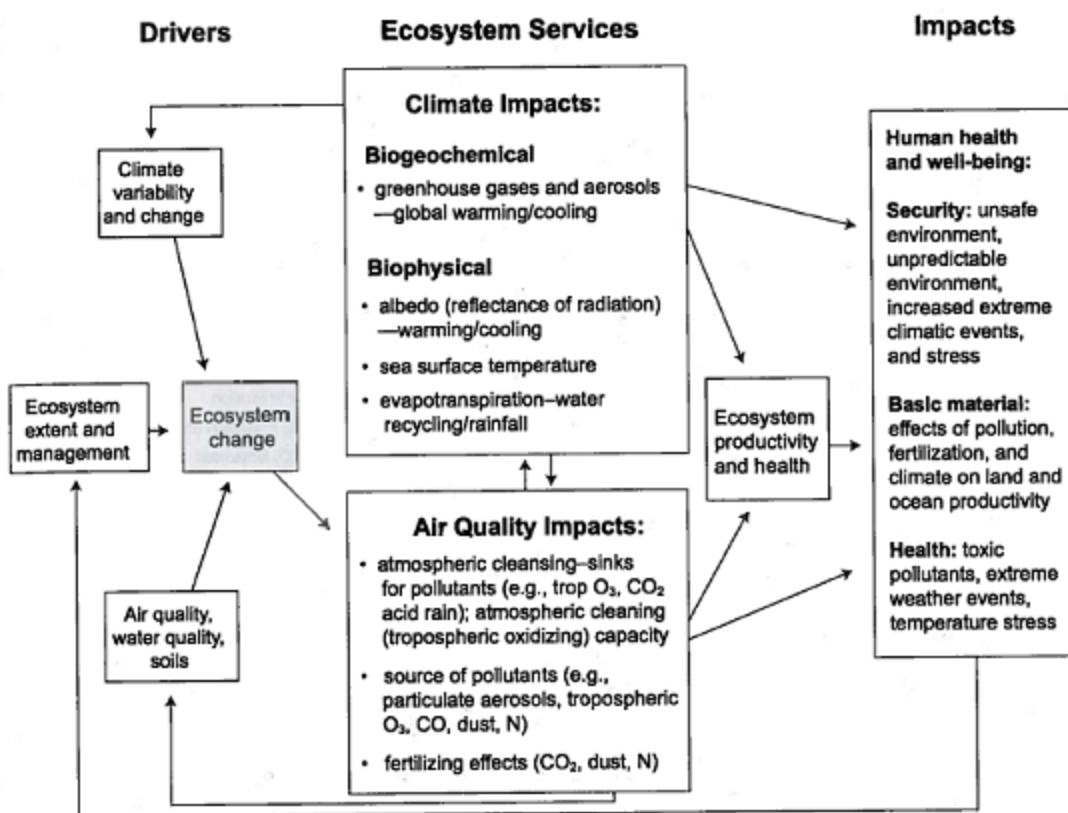 Drivers
Ecosystem Services
Impacts
Climate
variability
and change
Ecosystem
extent and
management
Ecosystem
change
Air quality,
water quality,
soils
Climate Impacts:
Biogeochemical
• greenhouse gases and aerosols
—global warming/cooling
Biophysical
• albedo (reflectance of radiation)
—warming/cooling
• sea surface temperature
• evapotranspiration–water
recycling/rainfall
Air Quality Impacts:
• atmospheric cleansing–sinks
for pollutants (e.g., trop O₃, CO₂
acid rain); atmospheric cleaning
(tropospheric oxidizing) capacity
• source of pollutants (e.g.,
particulate aerosols, tropospheric
O₃, CO, dust, N)
• fertilizing effects (CO₂, dust, N)
Ecosystem
productivity
and health
Human health
and well-being:
Security: unsafe
environment,
unpredictable
environment,
increased extreme
climatic events,
and stress
Basic material:
effects of pollution,
fertilization, and
climate on land and
ocean productivity
Health: toxic
pollutants, extreme
weather events,
temperature stress